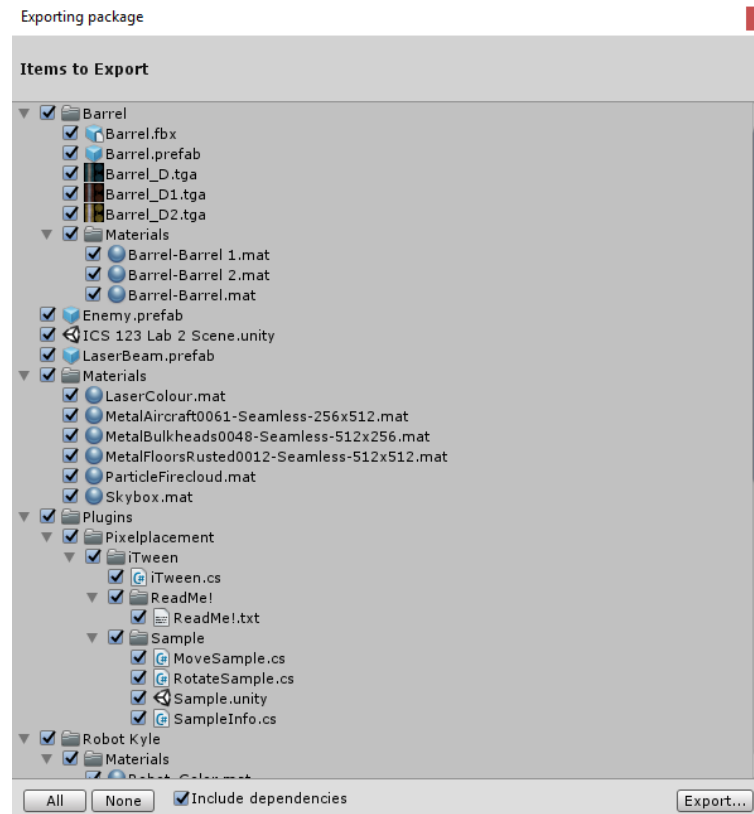 Exporting package
Items to Export
Barrel
Barrel.fbx
Barrel.prefab
Barrel_D.tga
Barrel_D1.tga
Barrel_D2.tga
Materials
Barrel-Barrel 1.mat
Barrel-Barrel 2.mat
Barrel-Barrel.mat
Enemy.prefab
ICS 123 Lab 2 Scene.unity
LaserBeam.prefab
Materials
LaserColour.mat
MetalAircraft0061-Seamless-256x512.mat
MetalBulkheads0048-Seamless-512x256.mat
MetalFloorsRusted0012-Seamless-512x512.mat
ParticleFirecloud.mat
Skybox.mat
Plugins
Pixelplacement
iTween
iTween.cs
ReadMe!
ReadMe!.txt
Sample
MoveSample.cs
RotateSample.cs
Sample.unity
SampleInfo.cs
Robot Kyle
Materials
Robot_Color.mat
All None Include dependencies Export...